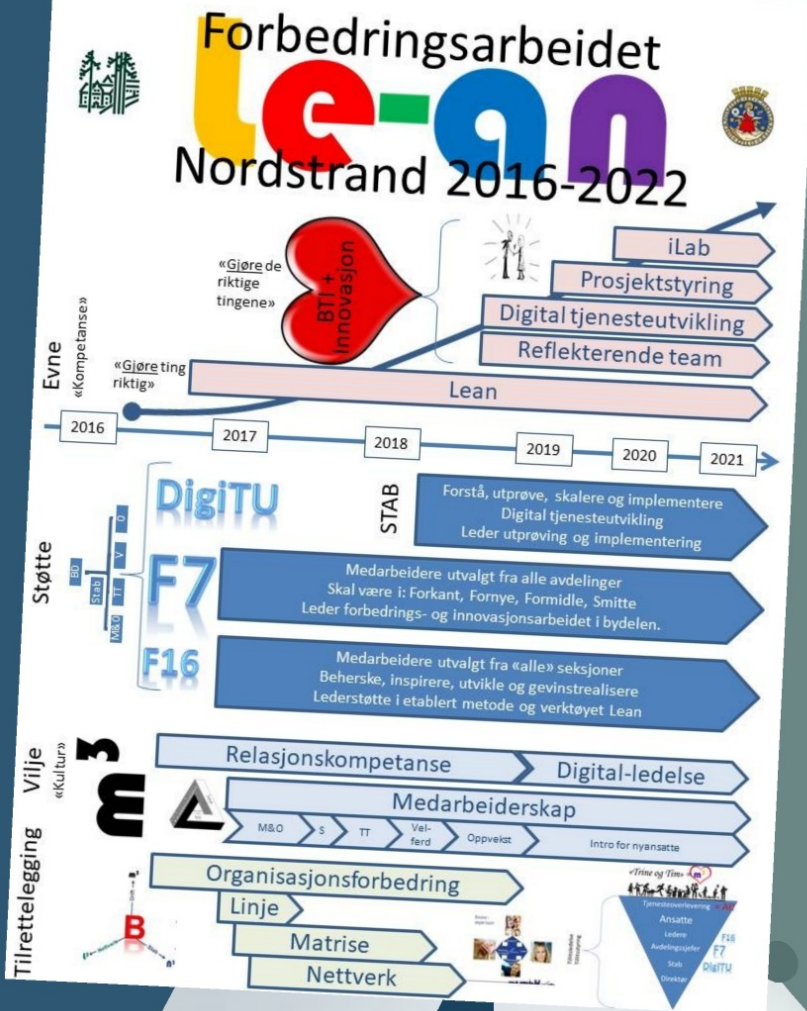 Forbedringsarbeidet
le-an
Nordstrand 2016-2022
iLab
Prosjektstyring
Digital tjenesteutvikling
Reflekterende team
Lean
«Gjøre de
riktige
tingene»
BTI +
Innovasjon
«Gjøre ting
riktig»
Evne
«Kompetanse»
2016
2017
2018
2019
2020
2021
Støtte
BD
Stab
M&O
TT
V
O
DigiTU
F7
F16
STAB
Forstå, utprøve, skalere og implementere
Digital tjenesteutvikling
Leder utprøving og implementering
Medarbeidere utvalgt fra alle avdelinger
Skal være i: Forkant, Fornye, Formidle, Smitte
Leder forbedrings- og innovasjonsarbeidet i bydelen.
Medarbeidere utvalgt fra «alle» seksjoner
Beherske, inspirere, utvikle og gevinstrealisere
Lederstøtte i etablert metode og verktøyet Lean
Vilje
«Kultur»
m³
Relasjonskompetanse
Digital-ledelse
Medarbeiderskap
M&O
S
TT
Vel-
ferd
Oppvekst
Intro for nyansatte
Tilrettelegging
B
Organisasjonsforbedring
Linje
Matrise
Nettverk
«Trine og Tim»
m³
Tjenesteoverlevering
Ansatte
Ledere
Avdelingssjefer
Stab
Direktør
F16
F7
DigiTU